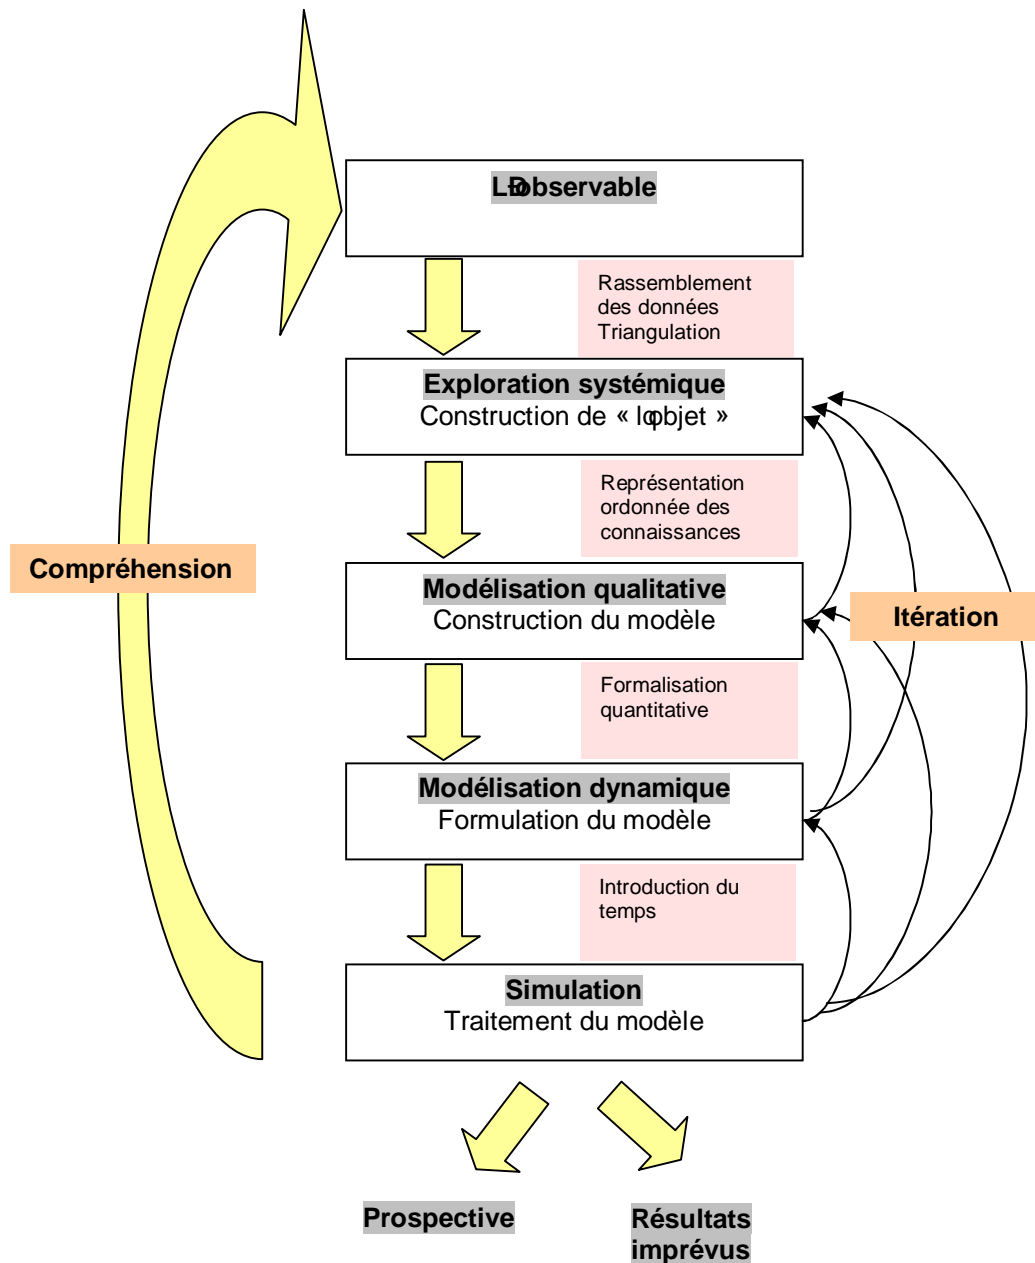 L'observable
Rassemblement
des données
Triangulation
Exploration systémique
Construction de « l'objet »
Représentation
ordonnée des
connaissances
Compréhension
Modélisation qualitative
Construction du modèle
Itération
Formalisation
quantitative
Modélisation dynamique
Formulation du modèle
Introduction du
temps
Simulation
Traitement du modèle
Prospective
Résultats
imprévus